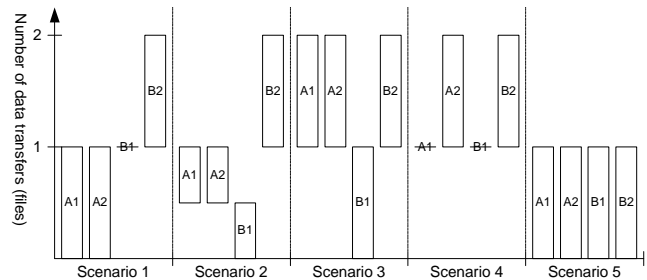 Number of data transfers (files)
2
1
A1
A2
B1
B2
A1
A2
B1
B2
A1
A2
B1
B2
A1
A2
B1
B2
A1
A2
B1
B2
Scenario 1
Scenario 2
Scenario 3
Scenario 4
Scenario 5